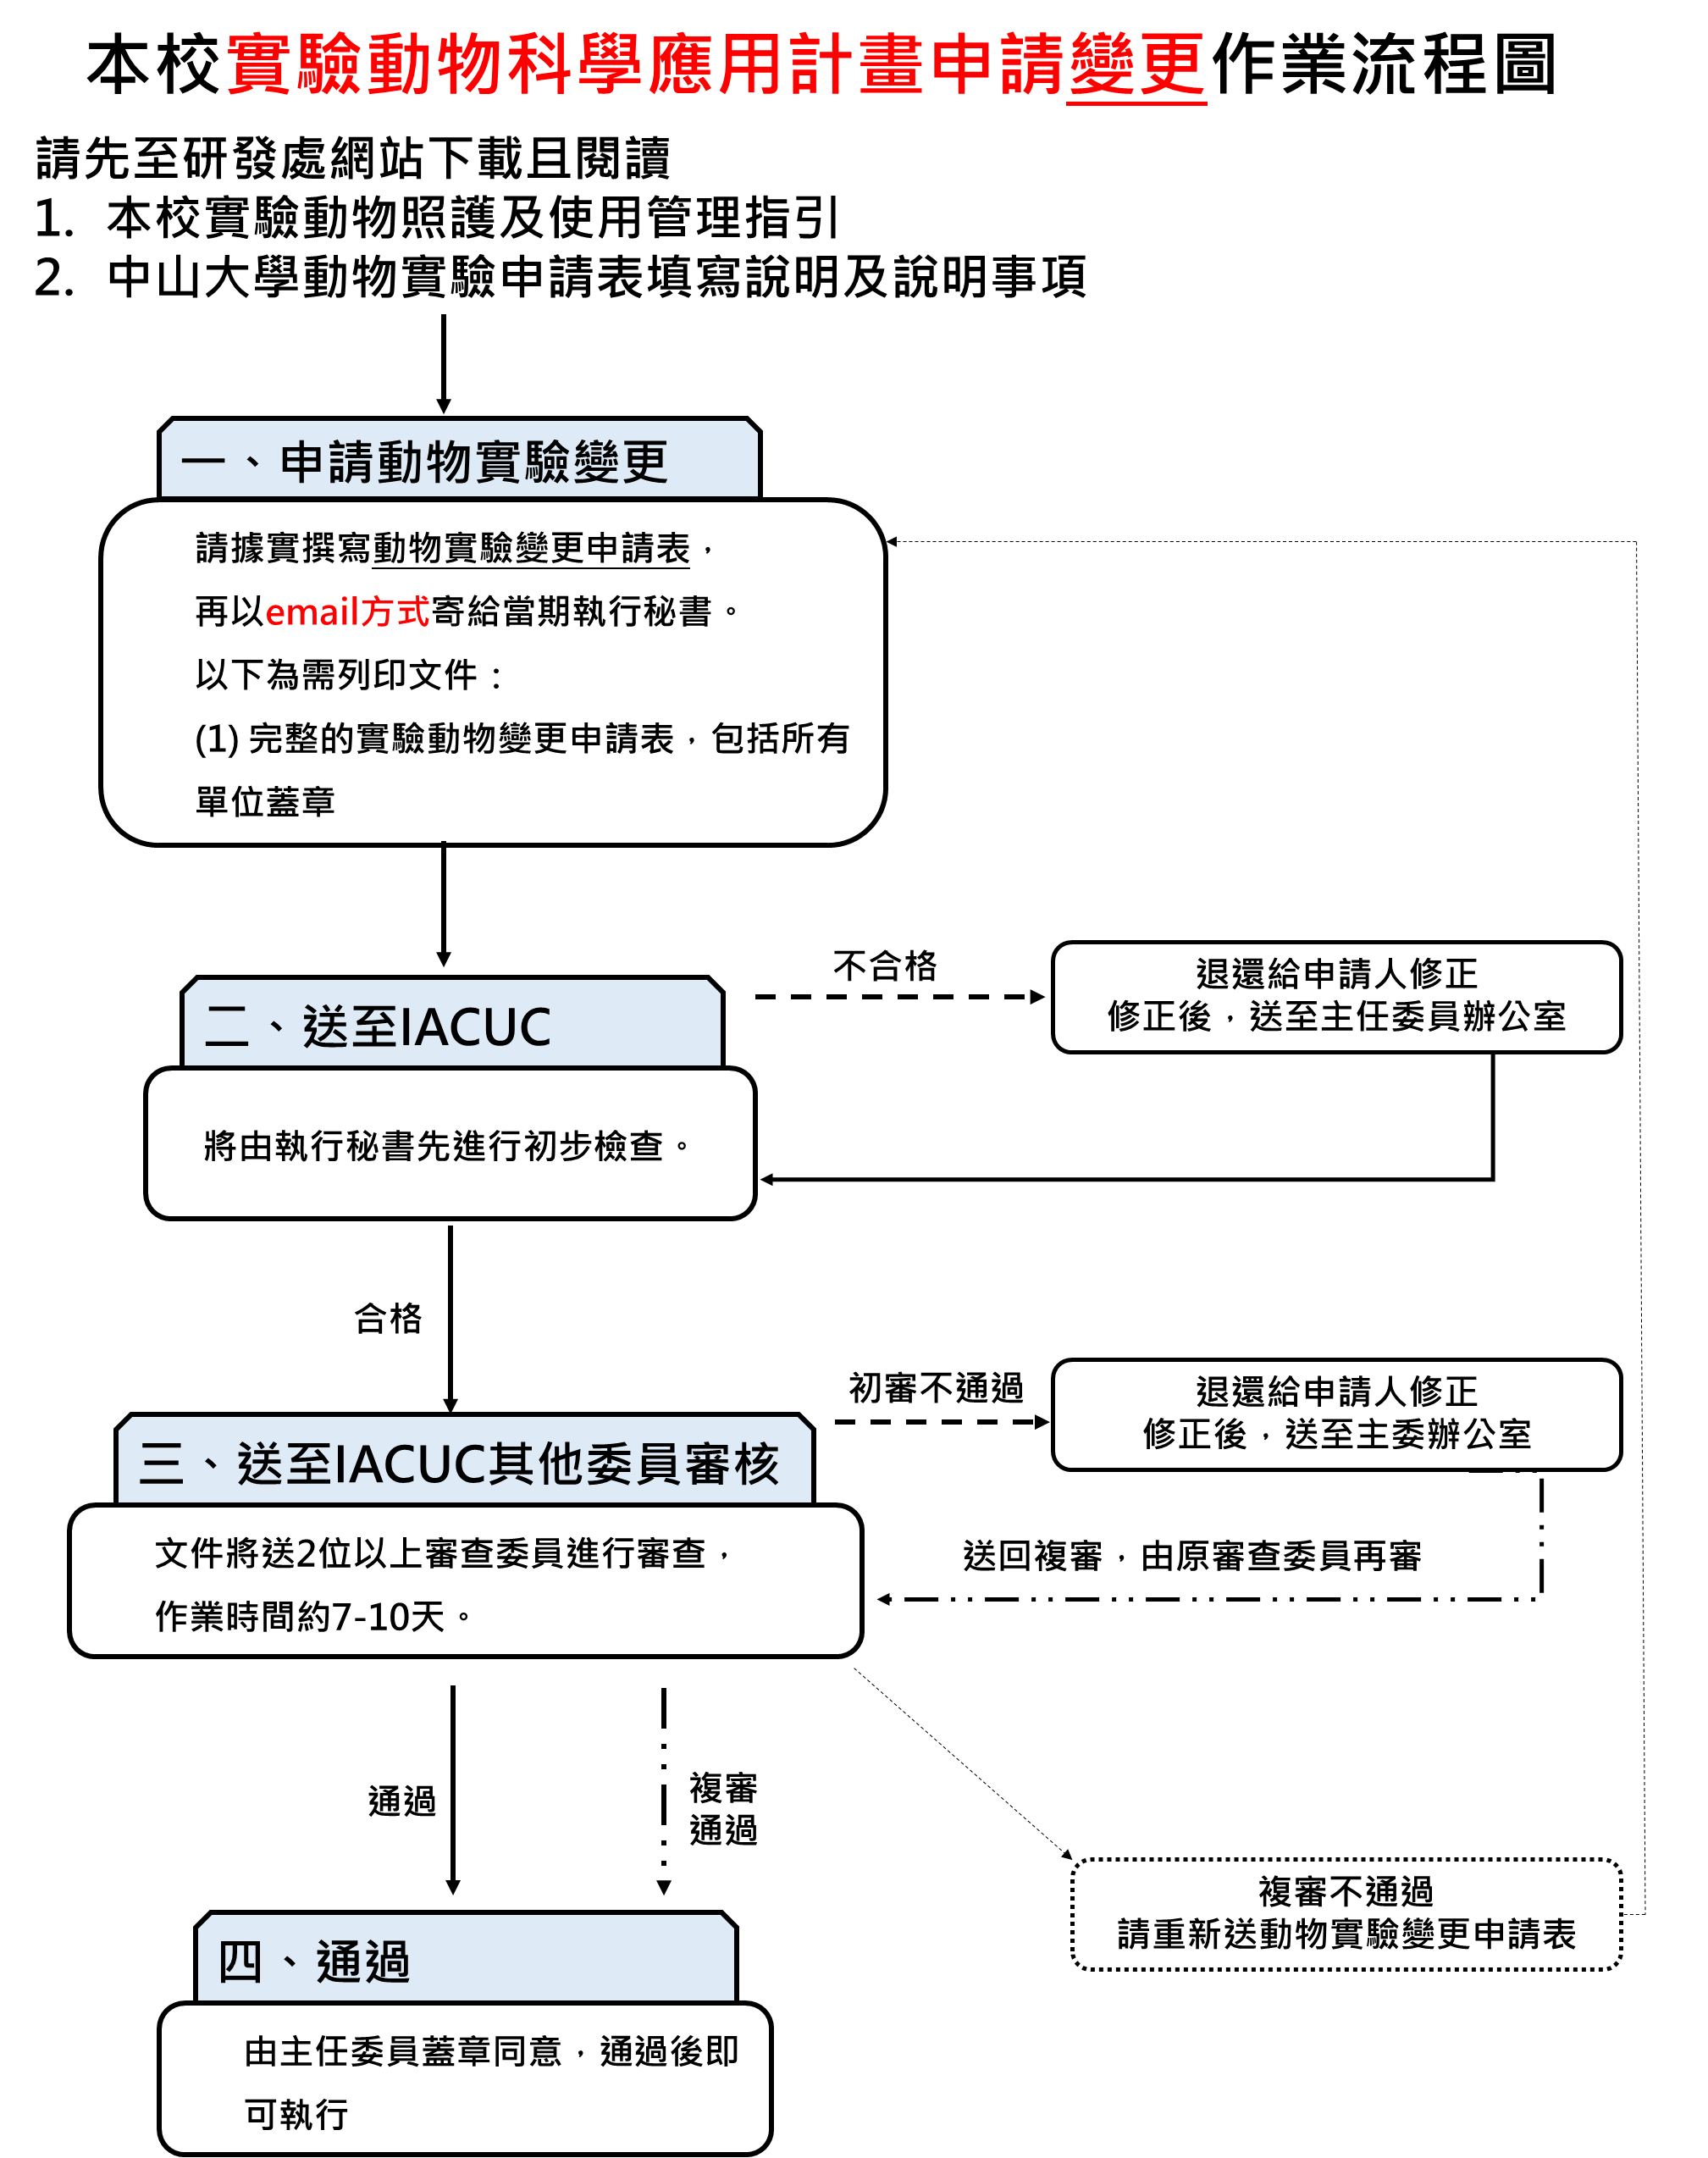 本校實驗動物科學應用計畫申請變更作業流程圖
請先至研發處網站下載且閱讀
1. 本校實驗動物照護及使用管理指引
2. 中山大學動物實驗申請表填寫說明及說明事項
一、申請動物實驗變更
請據實撰寫動物實驗變更申請表，
再以email方式寄給當期執行秘書。
以下為需列印文件：
(1) 完整的實驗動物變更申請表，包括所有
單位蓋章
不合格
退還給申請人修正
修正後，送至主任委員辦公室
二、送至IACUC
將由執行秘書先進行初步檢查。
合格
初審不通過
退還給申請人修正
修正後，送至主委辦公室
三、送至IACUC其他委員審核
文件將送2位以上審查委員進行審查，
作業時間約7-10天。
送回複審，由原審查委員再審
通過
複審
通過
複審不通過
請重新送動物實驗變更申請表
四、通過
由主任委員蓋章同意，通過後即
可執行